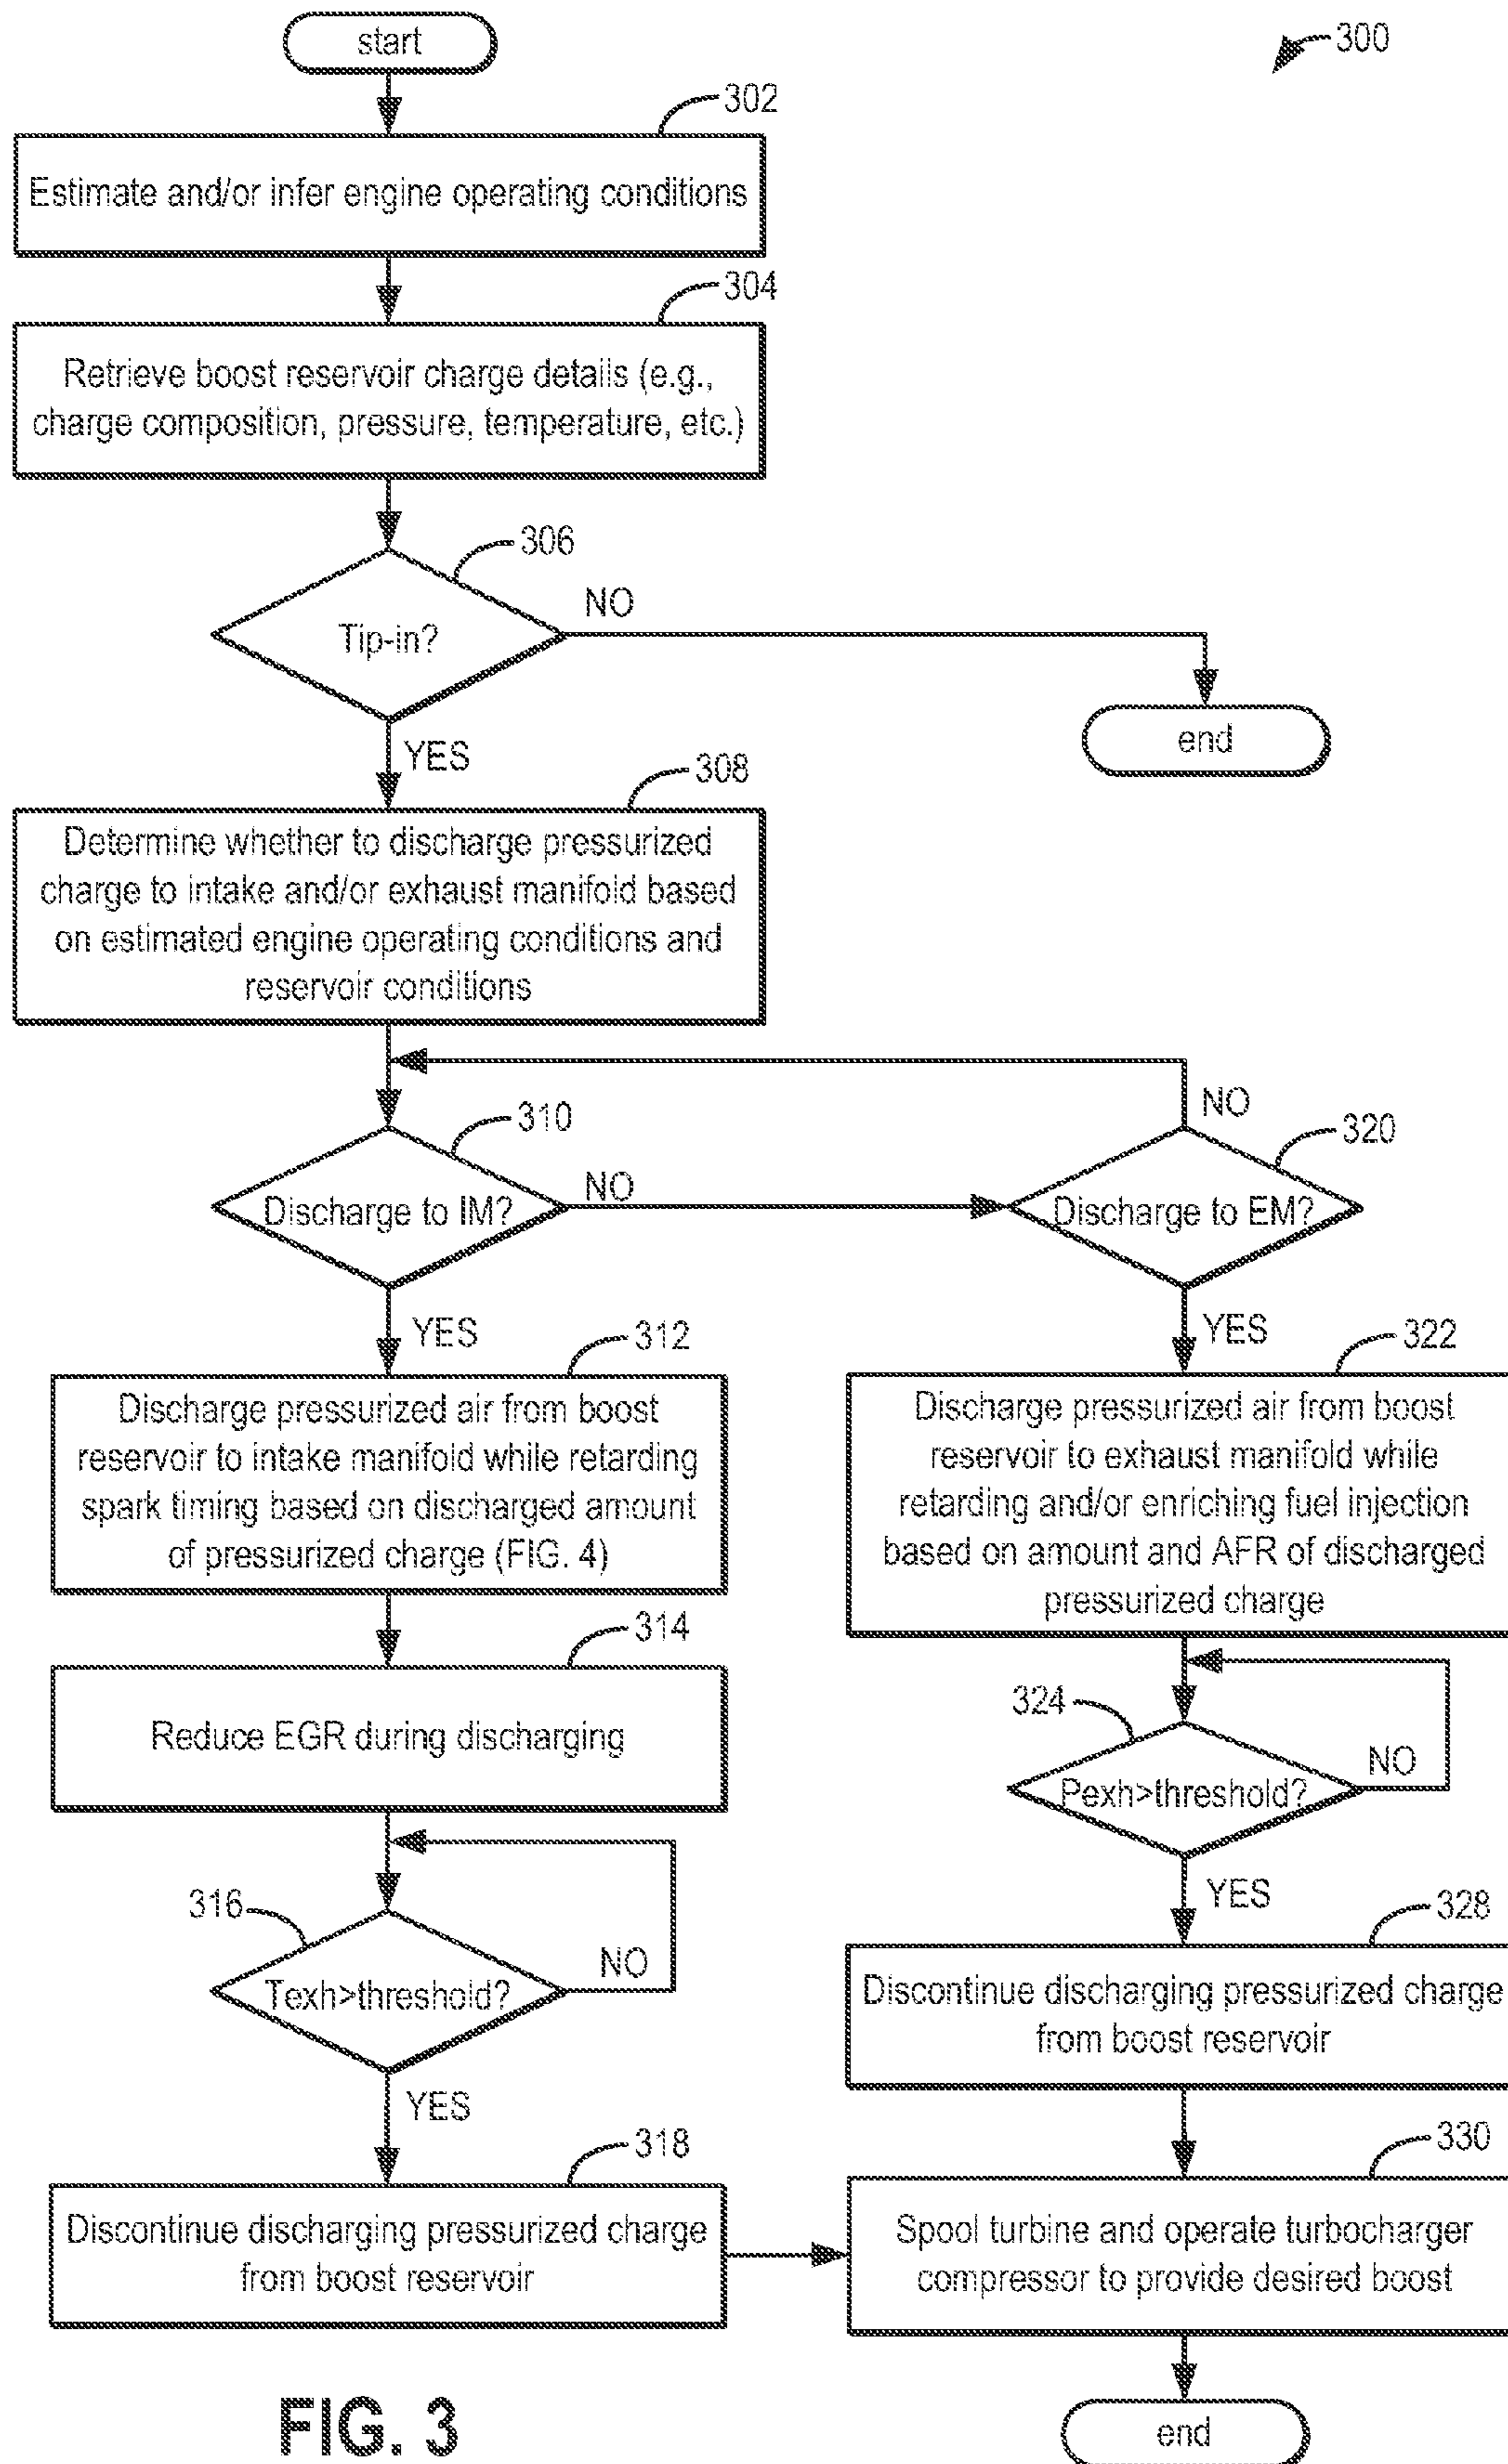 start
300
302
Estimate and/or infer engine operating conditions
304
Retrieve boost reservoir charge details (e.g.,
charge composition, pressure, temperature, etc.)
306
Tip-in?
NO
end
YES
308
Determine whether to discharge pressurized
charge to intake and/or exhaust manifold based
on estimated engine operating conditions and
reservoir conditions
310
Discharge to IM?
NO
NO
320
Discharge to EM?
YES
312
Discharge pressurized air from boost
reservoir to intake manifold while retarding
spark timing based on discharged amount
of pressurized charge (FIG. 4)
314
Reduce EGR during discharging
316
Texh>threshold?
NO
YES
318
Discontinue discharging pressurized charge
from boost reservoir
YES
322
Discharge pressurized air from boost
reservoir to exhaust manifold while
retarding and/or enriching fuel injection
based on amount and AFR of discharged
pressurized charge
324
Pexh>threshold?
NO
YES
328
Discontinue discharging pressurized charge
from boost reservoir
330
Spool turbine and operate turbocharger
compressor to provide desired boost
end
FIG. 3